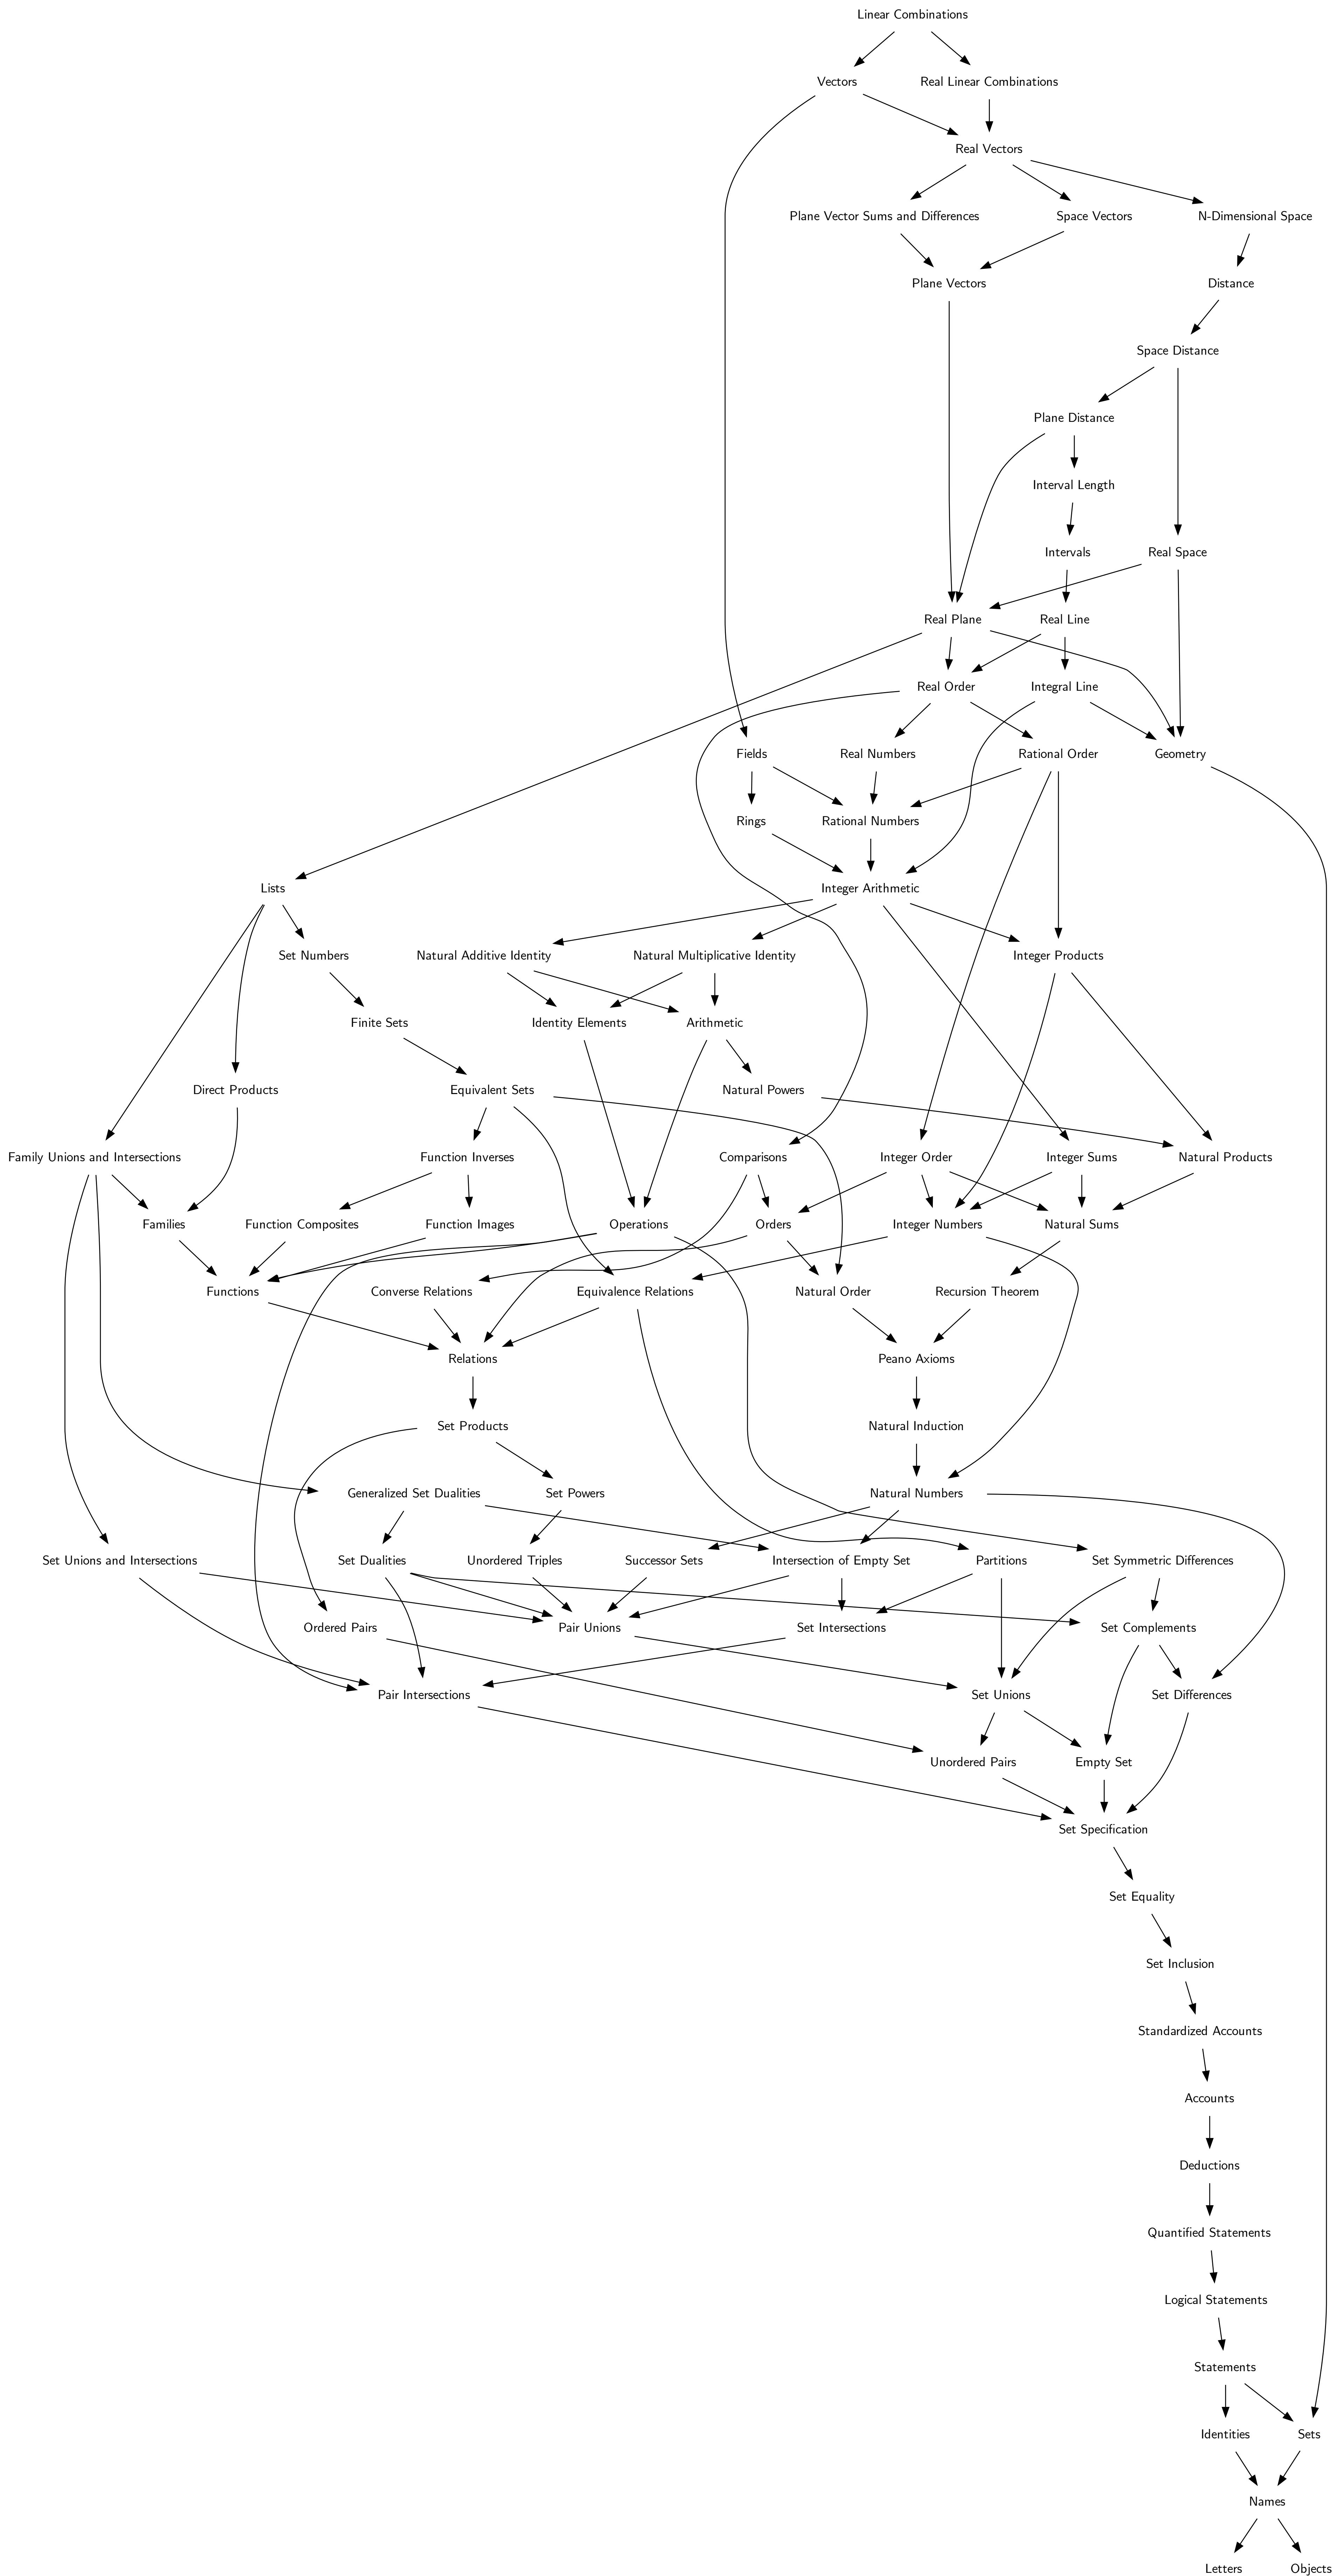 Linear Combinations
Vectors
Real Linear Combinations
Real Vectors
Plane Vector Sums and Differences
Space Vectors
N-Dimensional Space
Plane Vectors
Distance
Space Distance
Plane Distance
Interval Length
Intervals
Real Space
Real Plane
Real Line
Real Order
Integral Line
Fields
Real Numbers
Rational Order
Geometry
Rings
Rational Numbers
Lists
Integer Arithmetic
Set Numbers
Natural Additive Identity
Natural Multiplicative Identity
Integer Products
Finite Sets
Identity Elements
Arithmetic
Direct Products
Equivalent Sets
Natural Powers
Family Unions and Intersections
Function Inverses
Comparisons
Integer Order
Integer Sums
Natural Products
Families
Function Composites
Function Images
Operations
Orders
Integer Numbers
Natural Sums
Functions
Converse Relations
Equivalence Relations
Natural Order
Recursion Theorem
Relations
Peano Axioms
Set Products
Natural Induction
Generalized Set Dualities
Set Powers
Natural Numbers
Set Unions and Intersections
Set Dualities
Unordered Triples
Successor Sets
Intersection of Empty Set
Partitions
Set Symmetric Differences
Ordered Pairs
Pair Unions
Set Intersections
Set Complements
Pair Intersections
Set Unions
Set Differences
Unordered Pairs
Empty Set
Set Specification
Set Equality
Set Inclusion
Standardized Accounts
Accounts
Deductions
Quantified Statements
Logical Statements
Statements
Identities
Sets
Names
Letters
Objects